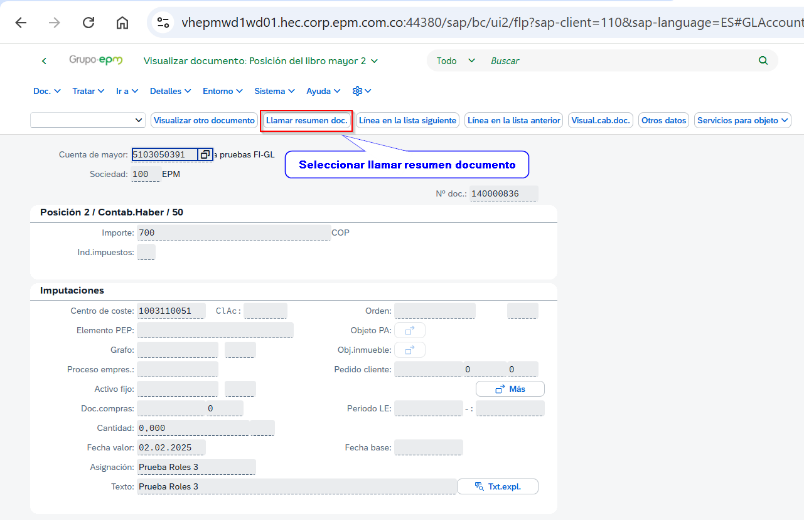 vhepmwd1wd01.hec.corp.epm.com.co:44380/sap/bc/ui2/flp?sap-client=110&sap-language=ES#GLAccount
Grupo·epm Visualizar documento: Posición del libro mayor 2 Todo Buscar
Doc. Tratar Ir a Detalles Entorno Sistema Ayuda
Visualizar otro documento Llamar resumen doc. Línea en la lista siguiente Línea en la lista anterior Visual.cab.doc. Otros datos Servicios para objeto
Cuenta de mayor: 5103050391 a pruebas FI-GL
Seleccionar llamar resumen documento
Sociedad: 100 EPM
Nº doc.: 140000836
Posición 2 / Contab.Haber / 50
Importe: 700 COP
Ind.impuestos:
Imputaciones
Centro de coste: 1003110051 ClAc: Orden:
Elemento PEP: Objeto PA:
Grafo: Obj.inmueble:
Proceso empres.: Pedido cliente: 0 0
Activo fijo: Más
Doc.compras: 0 Periodo LE: - :
Cantidad: 0,000
Fecha valor: 02.02.2025 Fecha base:
Asignación: Prueba Roles 3
Texto: Prueba Roles 3 Txt.expl.